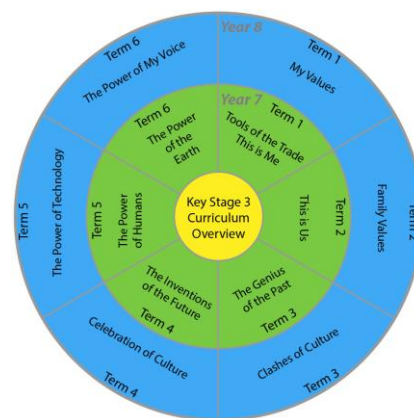 Year 8
Term 1
My Values
Term 2
Family Values
Term 3
Clashes of Culture
Term 4
Celebration of Culture
Term 5
The Power of Technology
Term 6
The Power of My Voice
Year 7
Term 1
Tools of the Trade
This is Me
Term 2
This is Us
Term 3
The Genius
of the Past
Term 4
The Inventions
of the Future
Term 5
The Power
of Humans
Term 6
The Power
of the
Earth
Key Stage 3
Curriculum
Overview